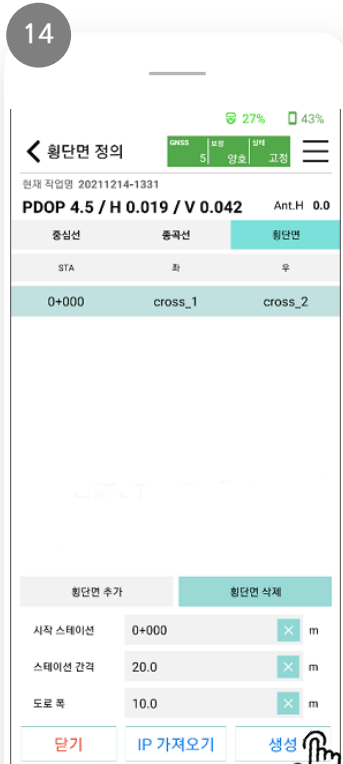 14
27% 43%
횡단면 정의
GNSS 보정 상태
5 양호 고정
현재 작업명 20211214-1331
PDOP 4.5 / H 0.019 / V 0.042 Ant.H 0.0
중심선 종곡선 횡단면
STA 좌 우
0+000 cross_1 cross_2
횡단면 추가 횡단면 삭제
시작 스테이션 0+000 m
스테이션 간격 20.0 m
도로 폭 10.0 m
닫기 IP 가져오기 생성